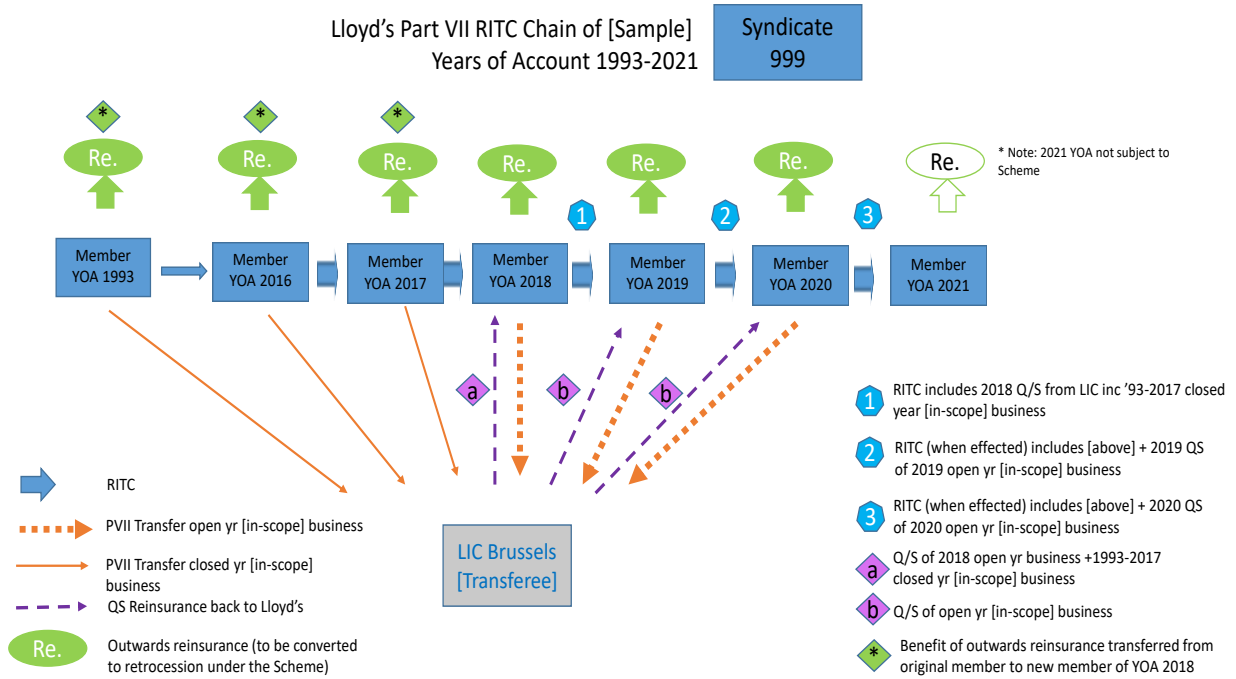 Lloyd's Part VII RITC Chain of [Sample]
Years of Account 1993-2021
Syndicate
999
*
*
*
Re.
Re.
Re.
Re.
Re.
Re.
Re.
* Note: 2021 YOA not subject to
Scheme
1
2
3
Member
YOA 1993
Member
YOA 2016
Member
YOA 2017
Member
YOA 2018
Member
YOA 2019
Member
YOA 2020
Member
YOA 2021
a
b
b
LIC Brussels
[Transferee]
RITC
PVII Transfer open yr [in-scope] business
PVII Transfer closed yr [in-scope]
business
QS Reinsurance back to Lloyd's
Re.
Outwards reinsurance (to be converted
to retrocession under the Scheme)
1
RITC includes 2018 Q/S from LIC inc '93-2017 closed
year [in-scope] business
2
RITC (when effected) includes [above] + 2019 QS
of 2019 open yr [in-scope] business
3
RITC (when effected) includes [above] + 2020 QS
of 2020 open yr [in-scope] business
a
Q/S of 2018 open yr business +1993-2017
closed yr [in-scope] business
b
Q/S of open yr [in-scope] business
*
Benefit of outwards reinsurance transferred from
original member to new member of YOA 2018